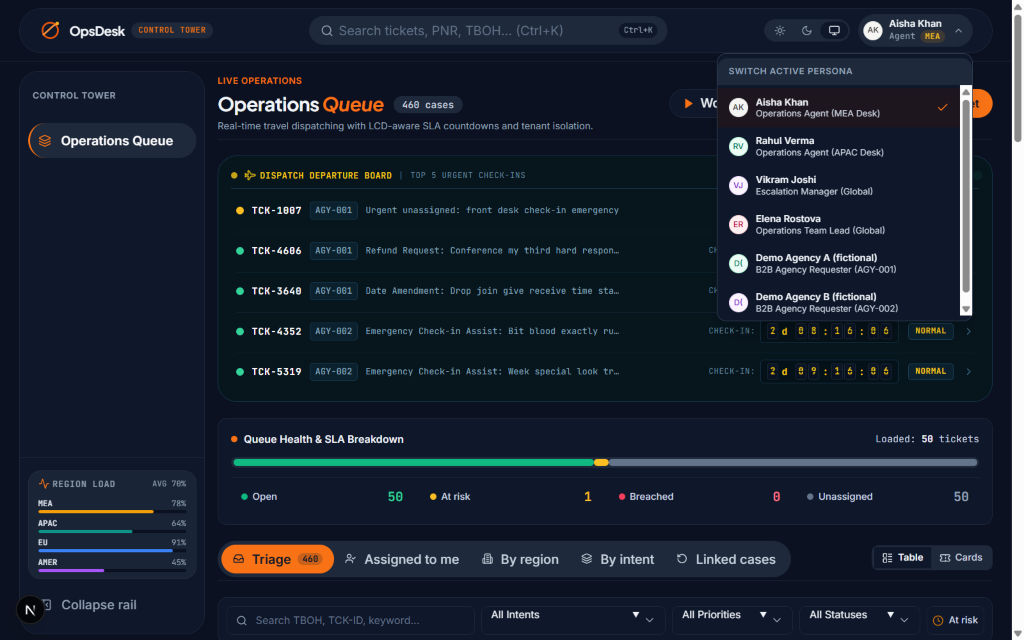 OpsDesk CONTROL TOWER
Search tickets, PNR, TBOH... (Ctrl+K) Ctrl+K
AK Aisha Khan
Agent MEA
CONTROL TOWER
Operations Queue
LIVE OPERATIONS
Operations Queue 460 cases
Real-time travel dispatching with LCD-aware SLA countdowns and tenant isolation.
SWITCH ACTIVE PERSONA
AK Aisha Khan
Operations Agent (MEA Desk)
RV Rahul Verma
Operations Agent (APAC Desk)
VJ Vikram Joshi
Escalation Manager (Global)
ER Elena Rostova
Operations Team Lead (Global)
D( Demo Agency A (fictional)
B2B Agency Requester (AGY-001)
D( Demo Agency B (fictional)
B2B Agency Requester (AGY-002)
DISPATCH DEPARTURE BOARD | TOP 5 URGENT CHECK-INS
TCK-1007 AGY-001 Urgent unassigned: front desk check-in emergency
TCK-4606 AGY-001 Refund Request: Conference my third hard respon…
TCK-3640 AGY-001 Date Amendment: Drop join give receive time sta…
TCK-4352 AGY-002 Emergency Check-in Assist: Bit blood exactly ru… CHECK-IN: 2d 08:16:06 NORMAL
TCK-5319 AGY-002 Emergency Check-in Assist: Week special look tr… CHECK-IN: 2d 09:16:06 NORMAL
Queue Health & SLA Breakdown Loaded: 50 tickets
Open 50 At risk 1 Breached 0 Unassigned 50
REGION LOAD AVG 70%
MEA 78%
APAC 64%
EU 91%
AMER 45%
Collapse rail
N
Triage 460 Assigned to me By region By intent Linked cases Table Cards
Search TBOH, TCK-ID, keyword... All Intents All Priorities All Statuses At risk